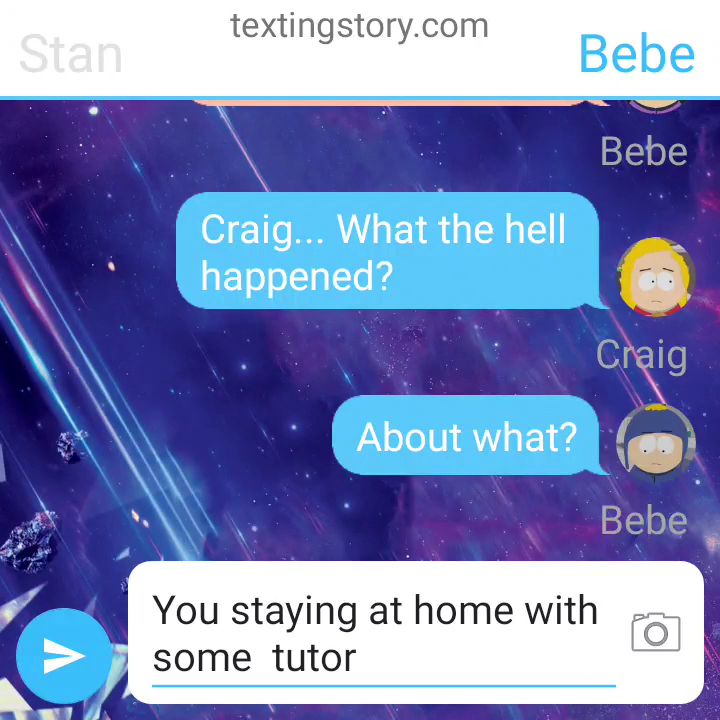 textingstory.com
Stan
Bebe
Bebe
Craig... What the hell
happened?
Craig
About what?
Bebe
You staying at home with
some  tutor